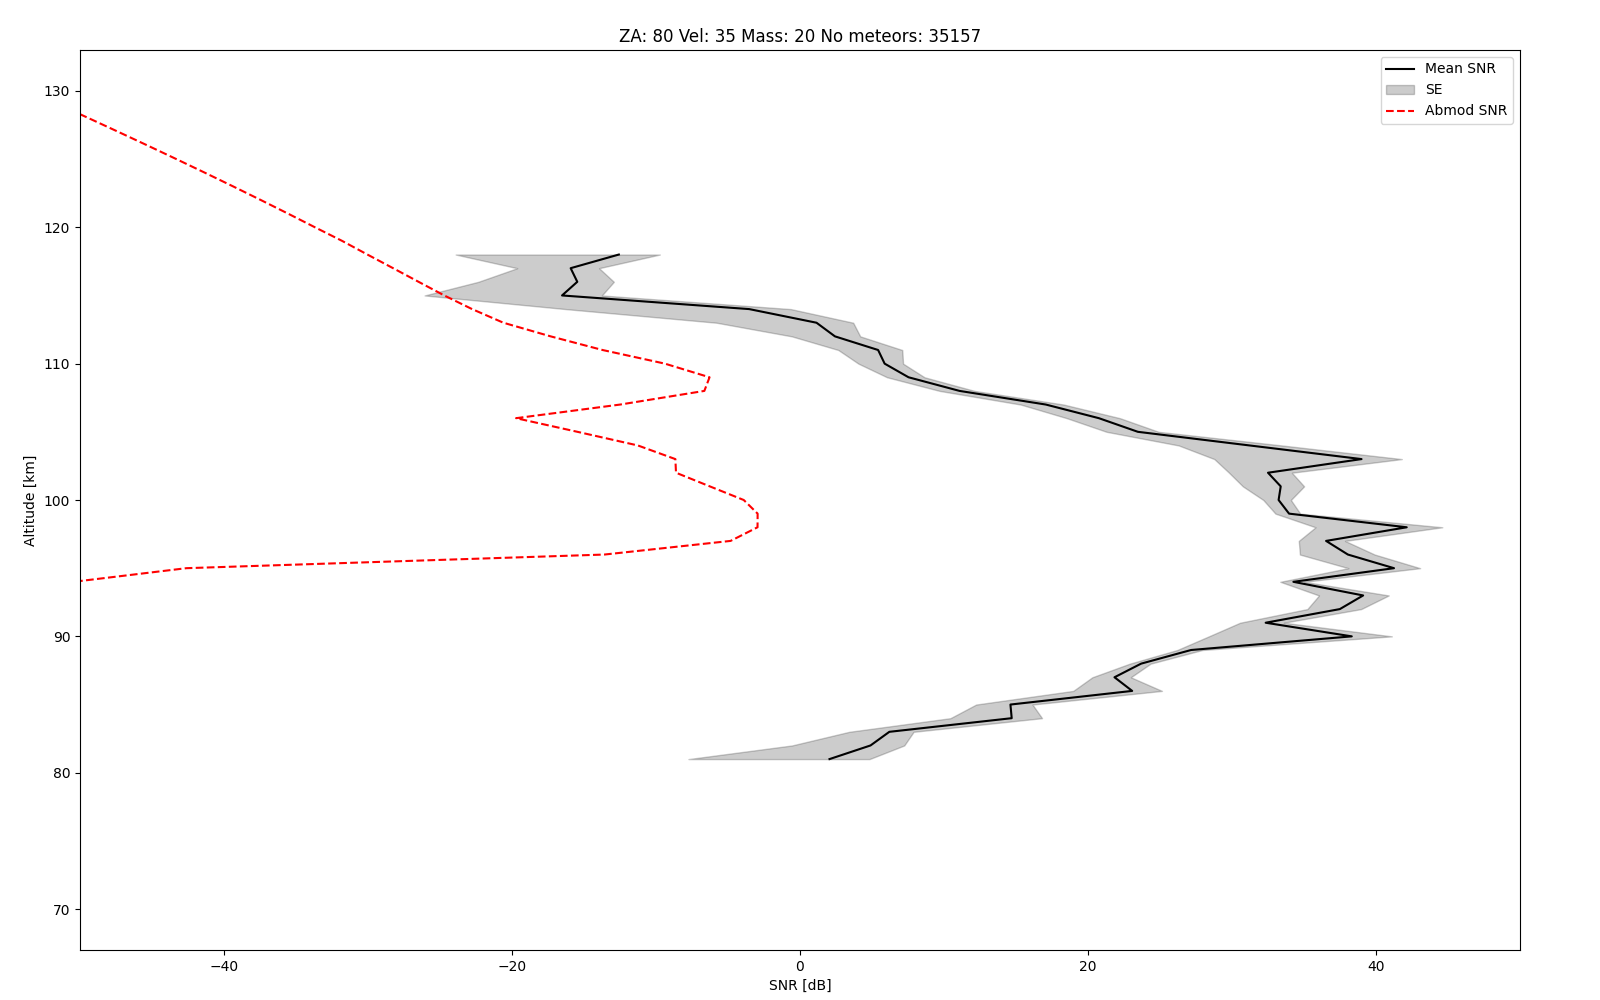 ZA: 80 Vel: 35 Mass: 20 No meteors: 35157
Mean SNR
SE
Abmod SNR
130
120
110
100
90
80
70
Altitude [km]
−40
−20
0
20
40
SNR [dB]